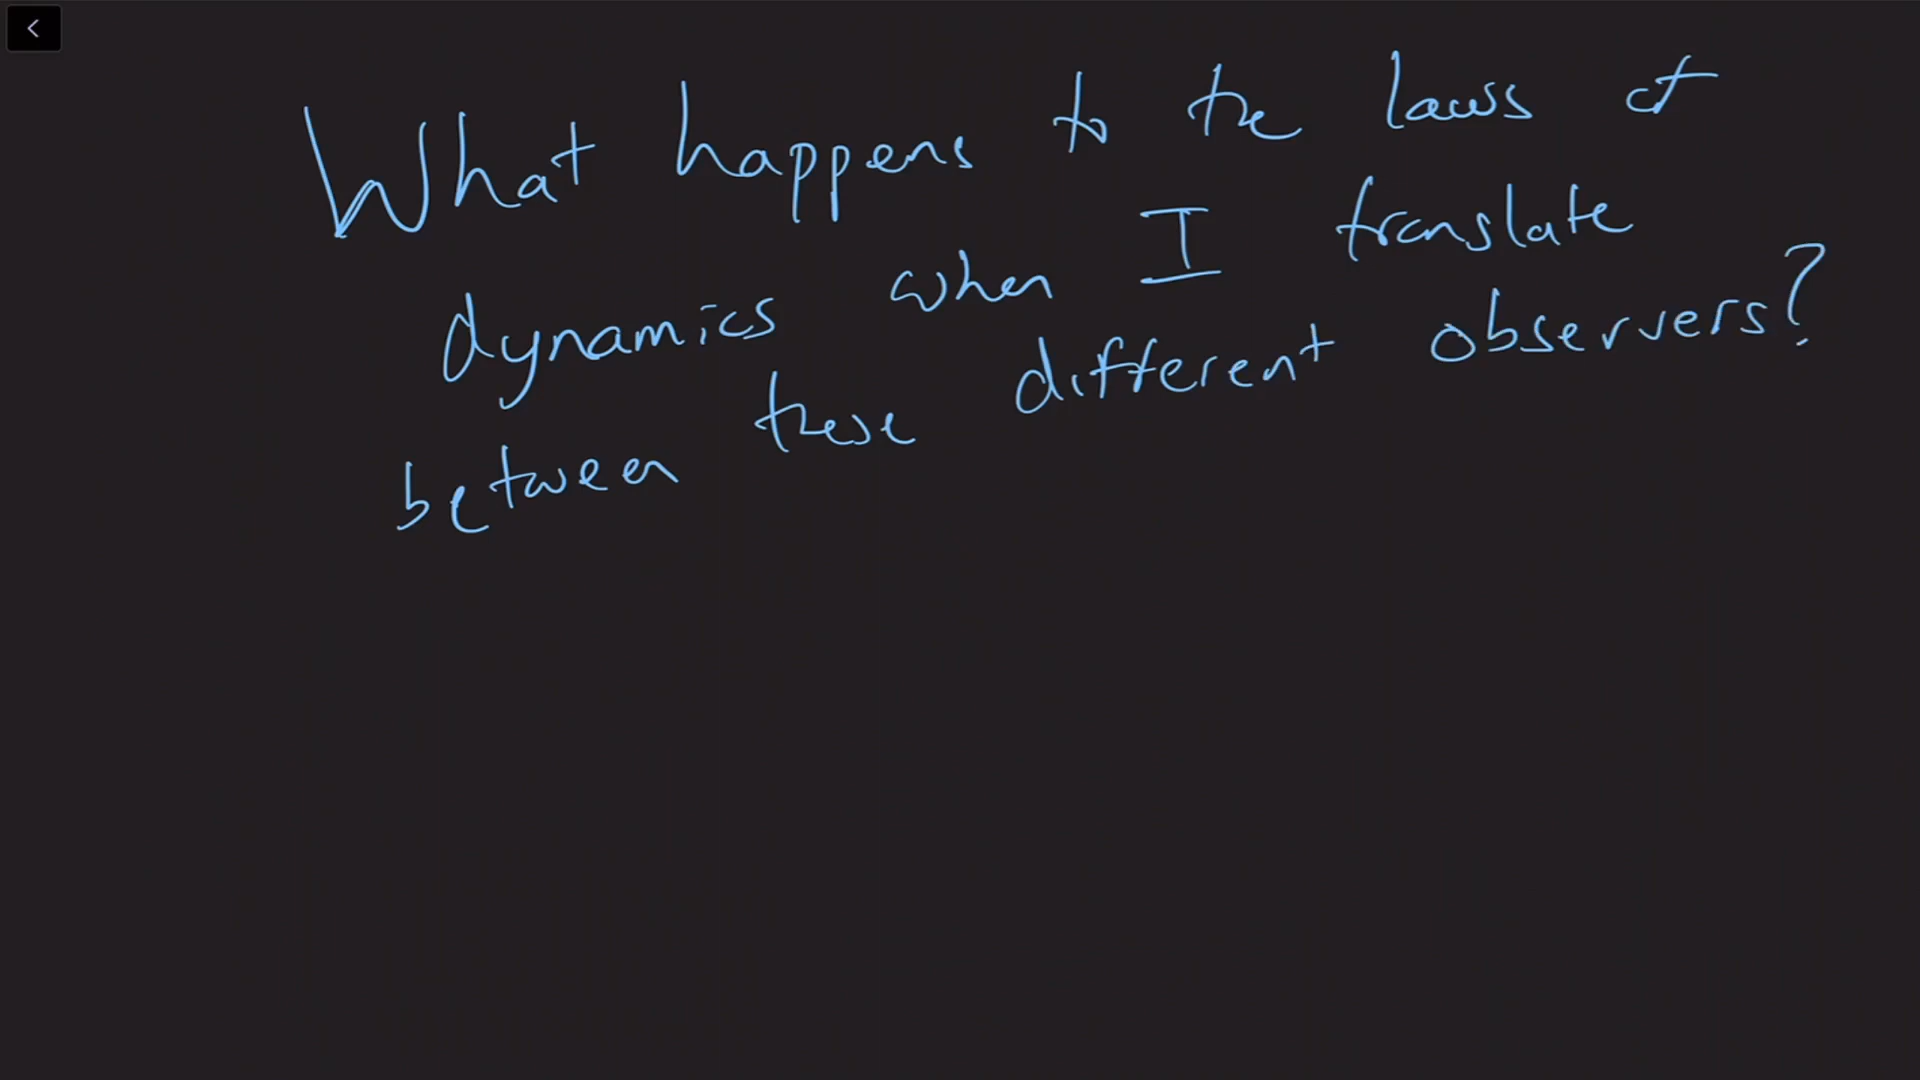 What happens to the laws of
dynamics when I translate
between these different observers?